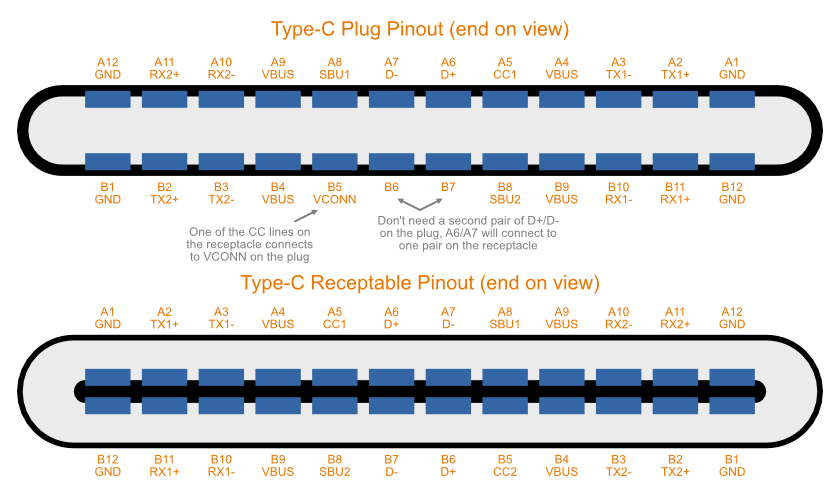 Type-C Plug Pinout (end on view)
A12 A11 A10 A9 A8 A7 A6 A5 A4 A3 A2 A1
GND RX2+ RX2- VBUS SBU1 D- D+ CC1 VBUS TX1- TX1+ GND
B1 B2 B3 B4 B5 B6 B7 B8 B9 B10 B11 B12
GND TX2+ TX2- VBUS VCONN SBU2 VBUS RX1- RX1+ GND
One of the CC lines on
the receptacle connects
to VCONN on the plug
Don't need a second pair of D+/D-
on the plug, A6/A7 will connect to
one pair on the receptacle
Type-C Receptable Pinout (end on view)
A1 A2 A3 A4 A5 A6 A7 A8 A9 A10 A11 A12
GND TX1+ TX1- VBUS CC1 D+ D- SBU1 VBUS RX2- RX2+ GND
B12 B11 B10 B9 B8 B7 B6 B5 B4 B3 B2 B1
GND RX1+ RX1- VBUS SBU2 D- D+ CC2 VBUS TX2- TX2+ GND